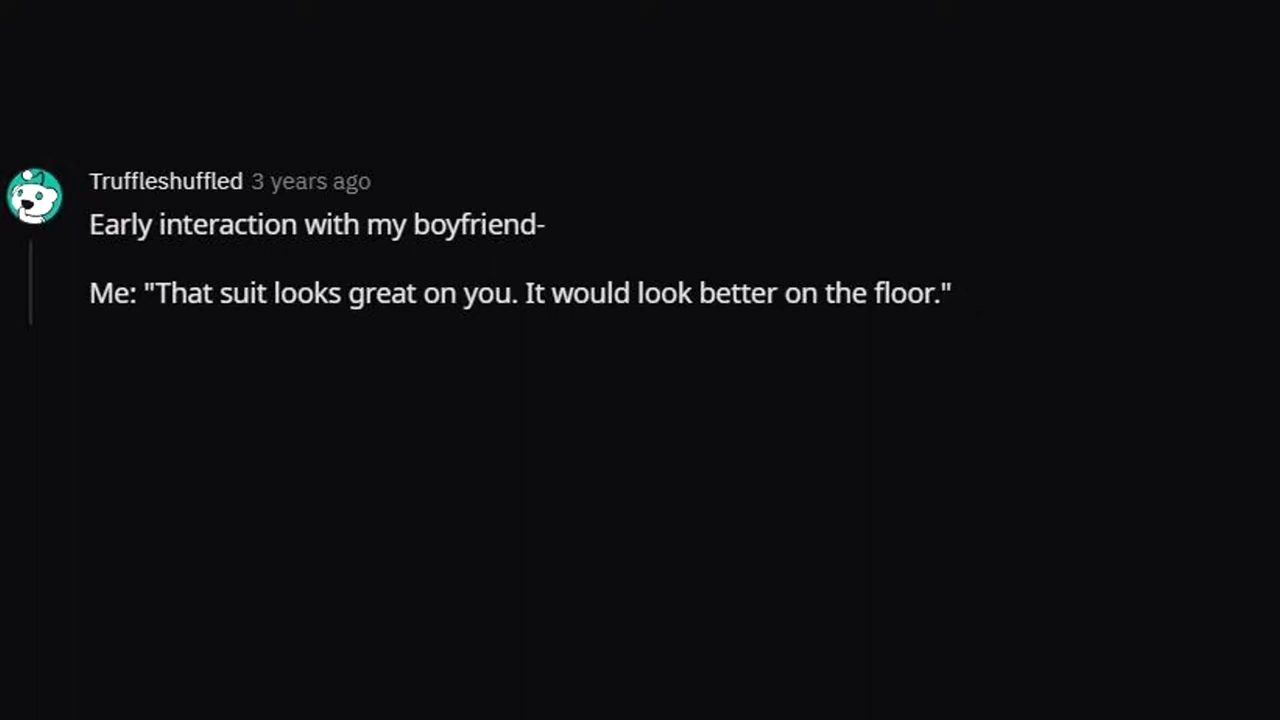 Truffleshuffled 3 years ago
Early interaction with my boyfriend-
Me: "That suit looks great on you. It would look better on the floor."